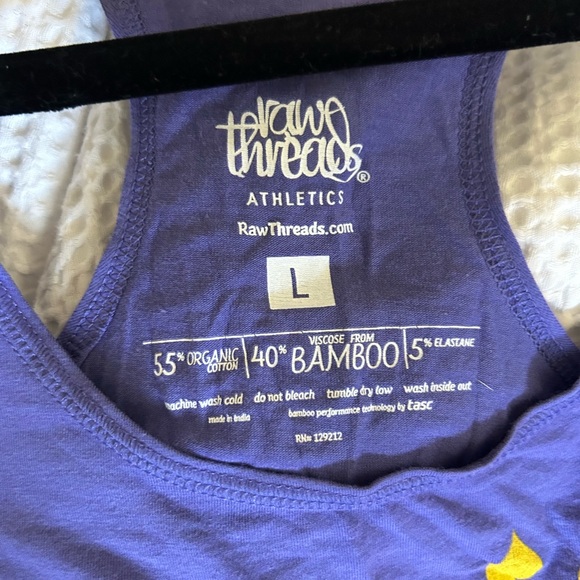 raw
threads®
ATHLETICS
RawThreads.com
L
55% ORGANIC COTTON | 40% VISCOSE FROM BAMBOO | 5% ELASTANE
machine wash cold do not bleach tumble dry low wash inside out
made in India bamboo performance technology by tasc
RN# 129212